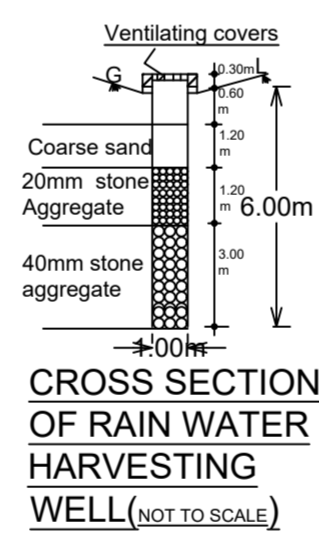 Ventilating covers
G
L
0.30m
0.60
m
Coarse sand
1.20
m
20mm stone
Aggregate
1.20
m
6.00m
40mm stone
aggregate
3.00
m
1.00m
CROSS SECTION
OF RAIN WATER
HARVESTING
WELL(NOT TO SCALE)